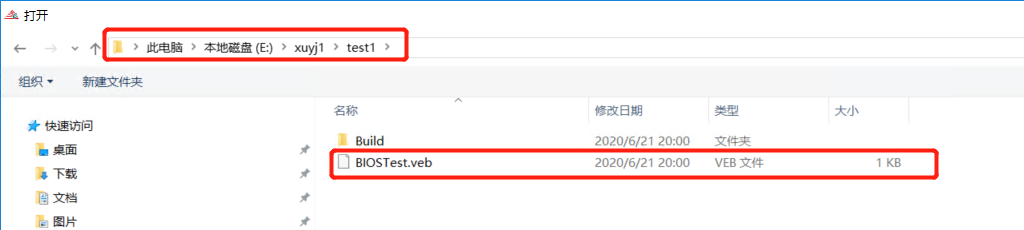 打开
此电脑 > 本地磁盘 (E:) > xuyj1 > test1 >
组织 新建文件夹
名称 修改日期 类型 大小
快速访问
桌面
下载
文档
图片
Build 2020/6/21 20:00 文件夹
BIOSTest.veb 2020/6/21 20:00 VEB 文件 1 KB